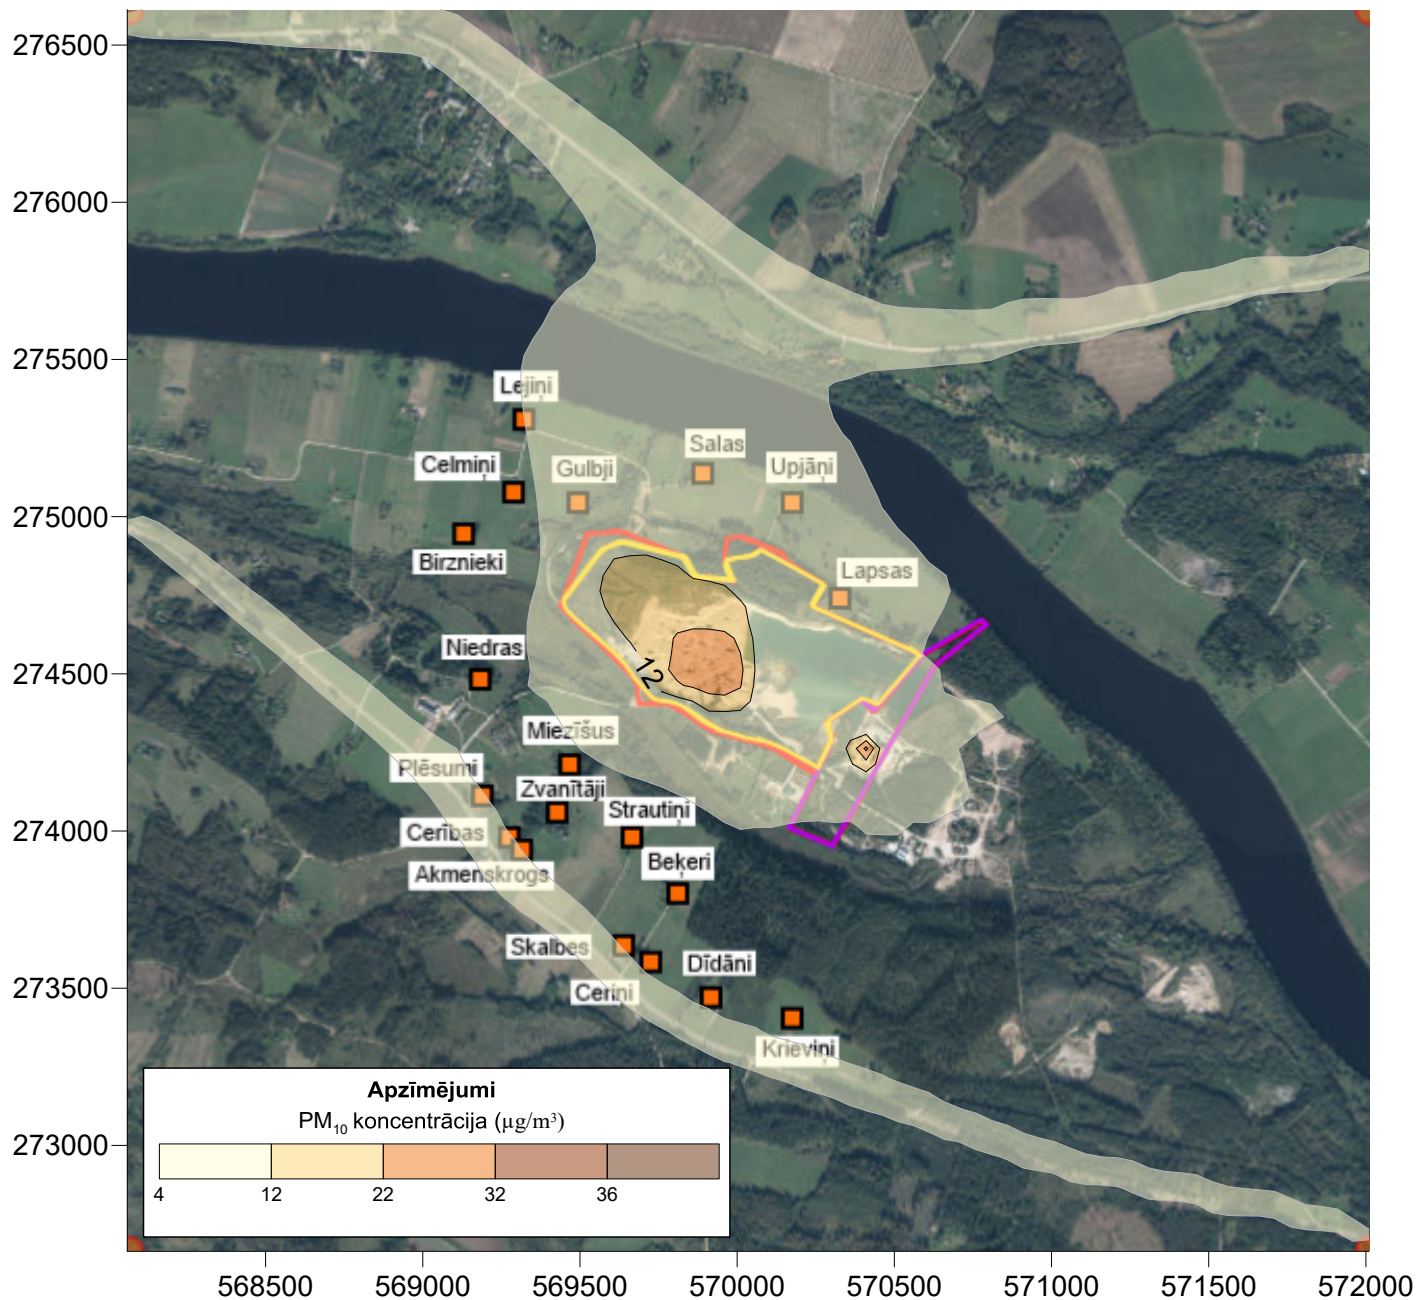 276500
276000
275500
275000
274500
274000
273500
273000
Lejiņi
Celmiņi
Gulbji
Salas
Upjāņi
Birznieki
Lapsas
Niedras
12
Miezīšus
Plēsumi
Zvanītāji
Strautiņi
Cerības
Akmenskrogs
Beķeri
Skalbes
Dīdāni
Ceriņi
Krieviņi
Apzīmējumi
PM₁₀ koncentrācija (µg/m³)
4 12 22 32 36
568500 569000 569500 570000 570500 571000 571500 572000